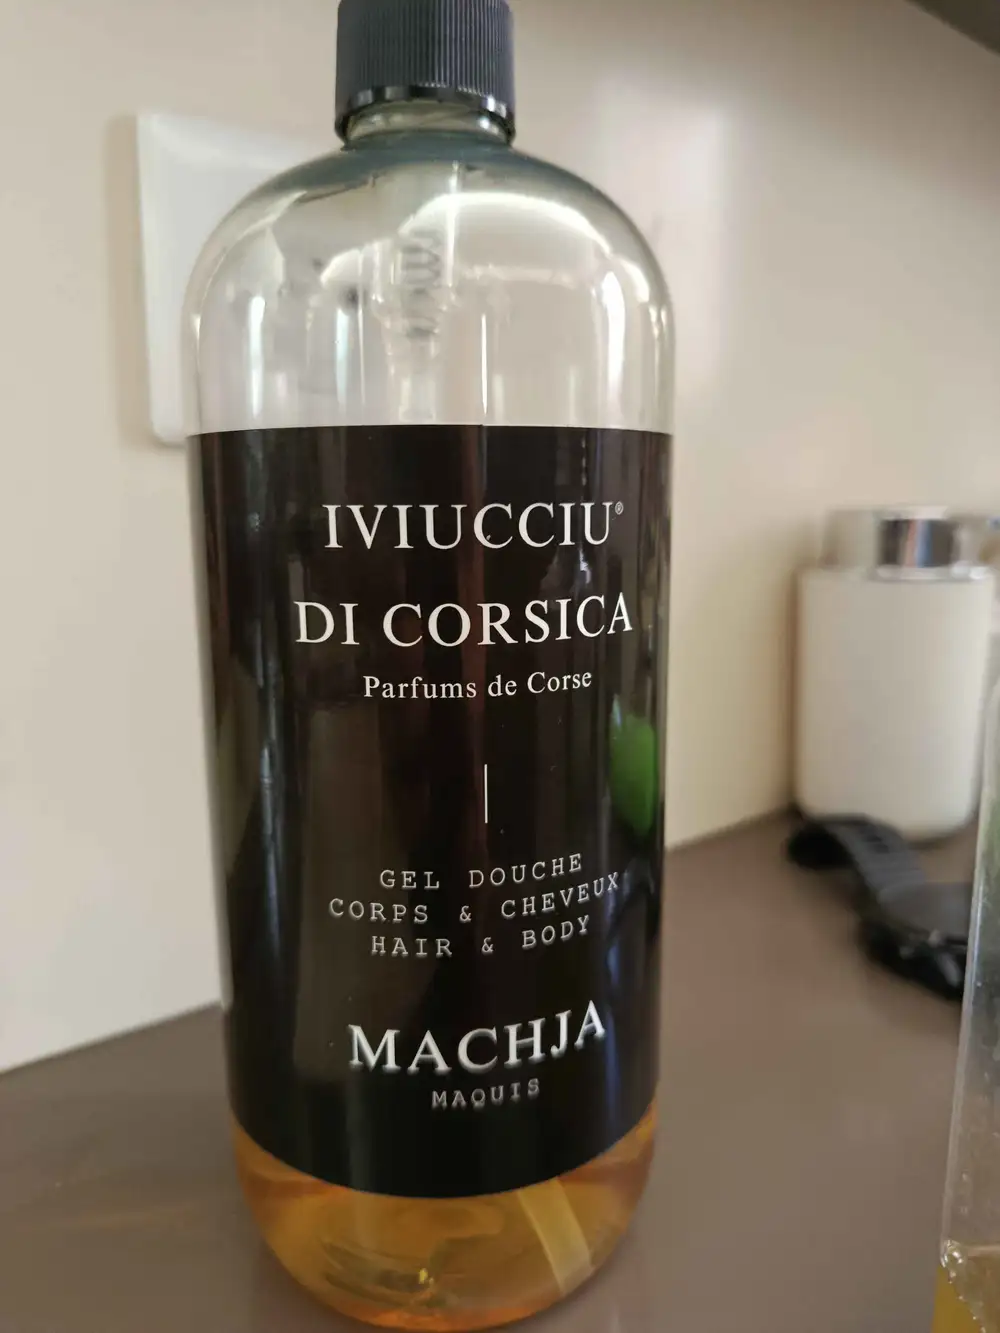 IVIUCCIU®
DI CORSICA
Parfums de Corse
GEL DOUCHE
CORPS & CHEVEUX
HAIR & BODY
MACHJA
MAQUIS